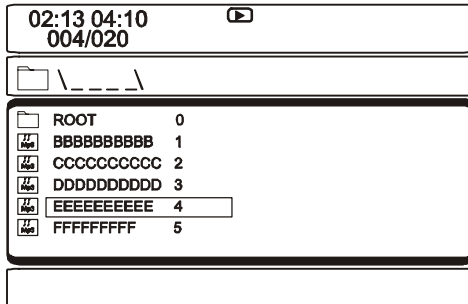 02:13 04:10
004/020
\_ _ _ _\
ROOT 0
BBBBBBBBBB 1
CCCCCCCCCC 2
DDDDDDDDDD 3
EEEEEEEEEE 4
FFFFFFFFF 5